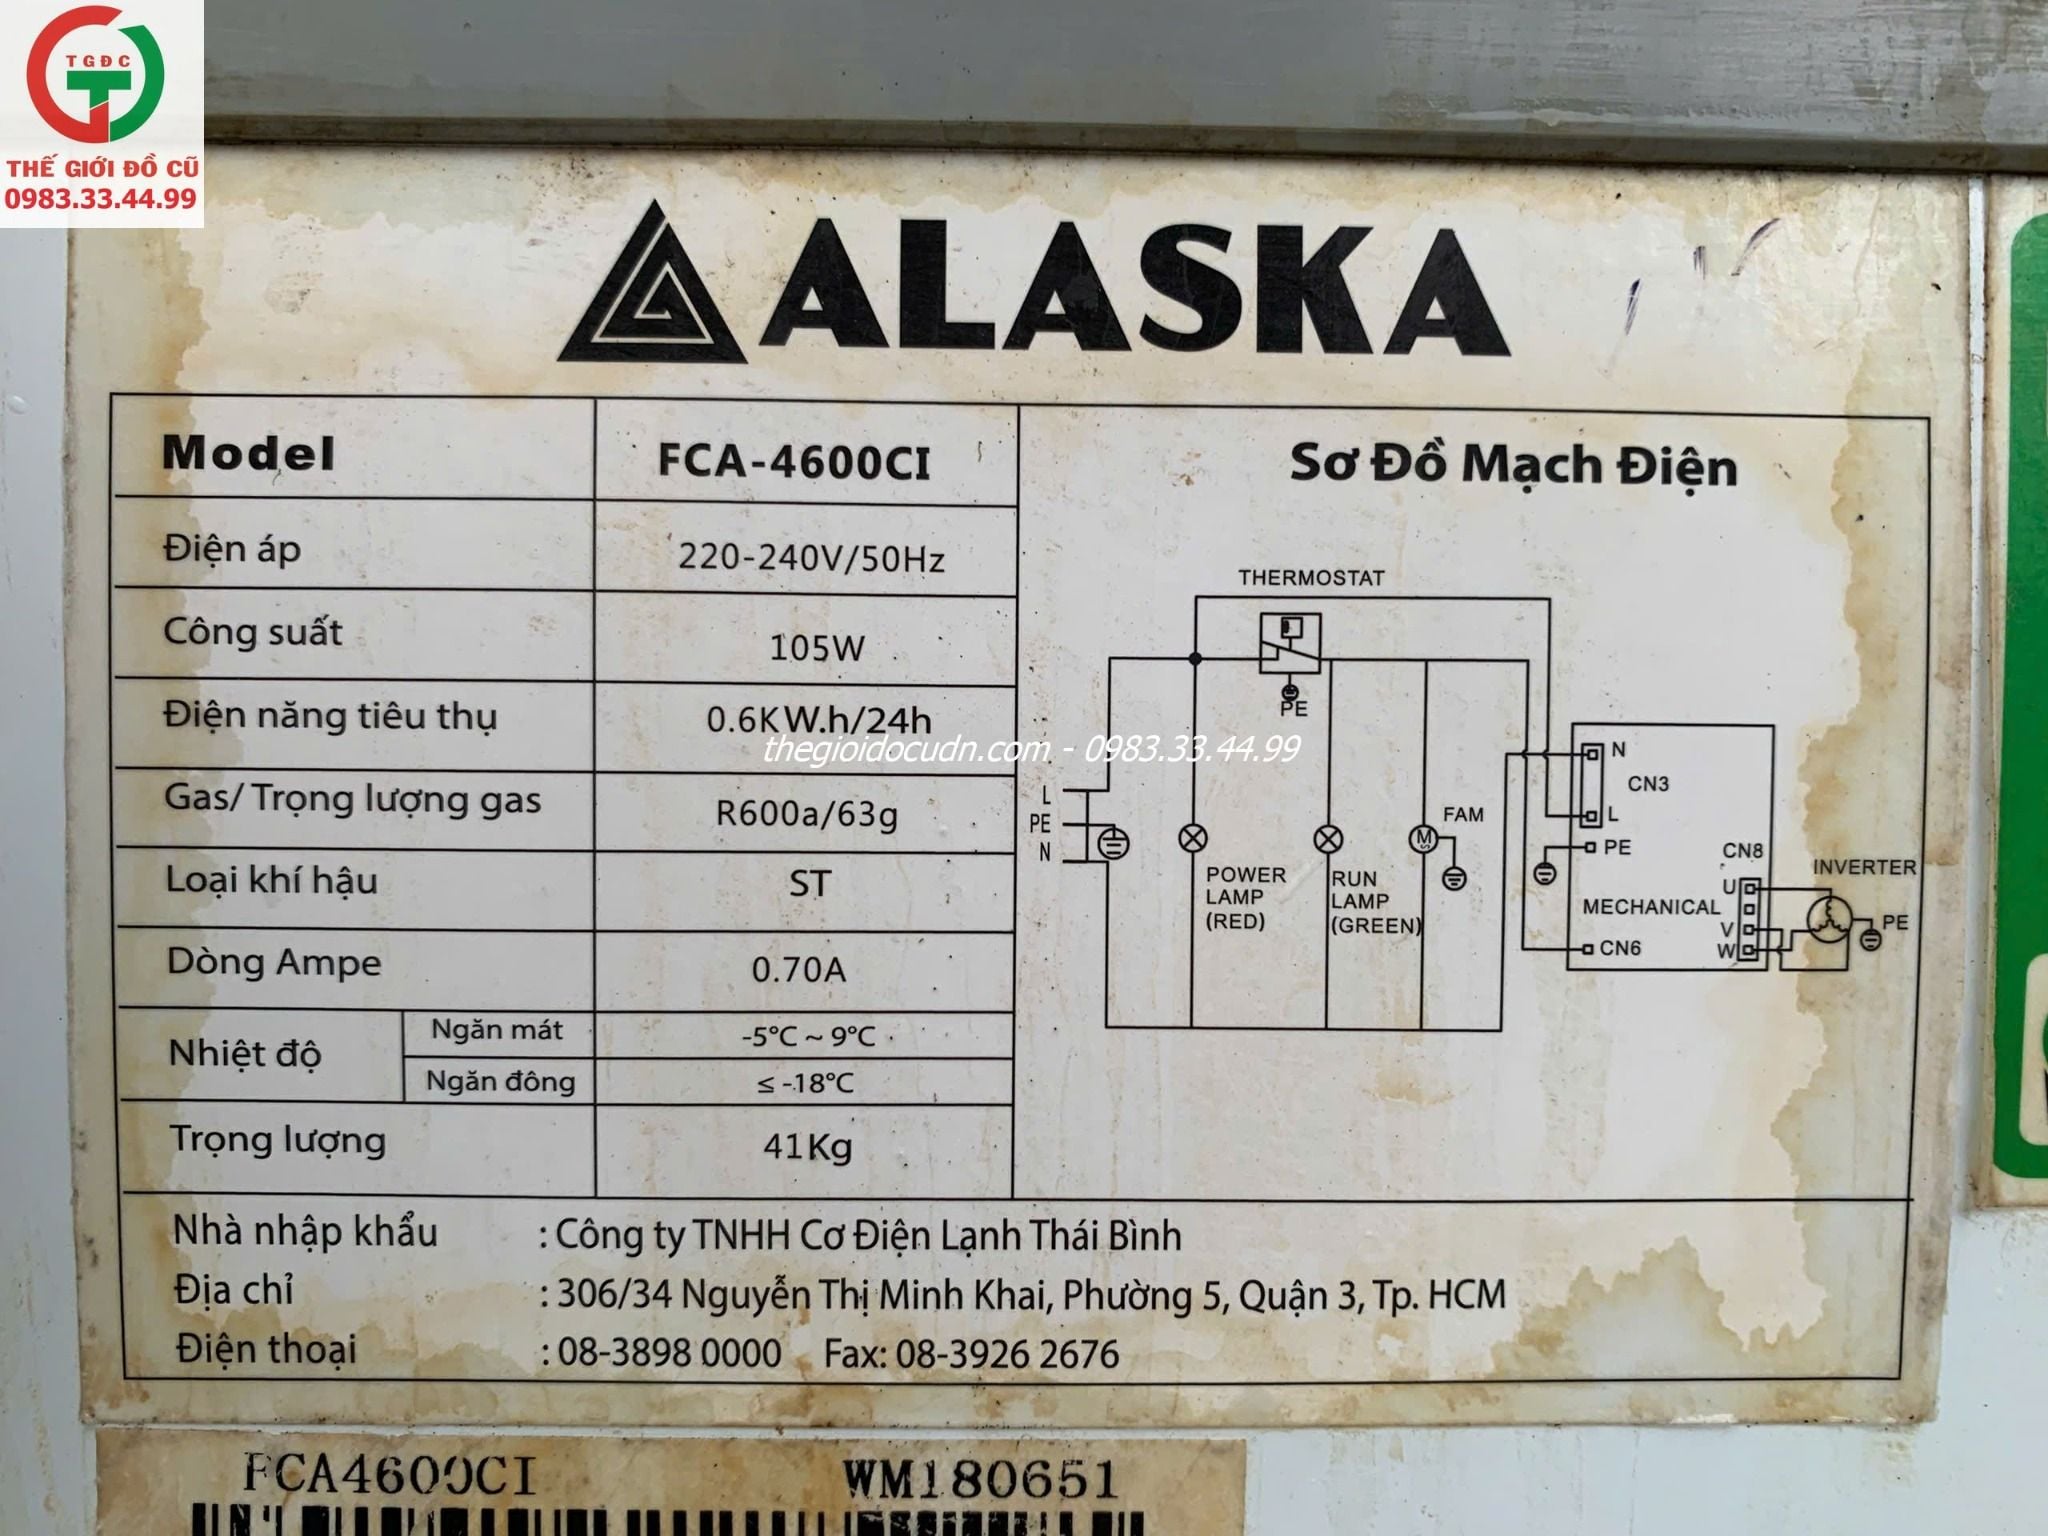 TGĐC
THẾ GIỚI ĐỒ CŨ
0983.33.44.99
ALASKA
Model FCA-4600CI
Điện áp 220-240V/50Hz
Công suất 105W
Điện năng tiêu thụ 0.6KW.h/24h
Gas/ Trọng lượng gas R600a/63g
Loại khí hậu ST
Dòng Ampe 0.70A
Nhiệt độ
Ngăn mát -5°C ~ 9°C
Ngăn đông ≤ -18°C
Trọng lượng 41Kg
thegioidocudn.com - 0983.33.44.99
Sơ Đồ Mạch Điện
THERMOSTAT
PE
L
PE
N
POWER
LAMP
(RED)
RUN
LAMP
(GREEN)
M
S
FAM
N
CN3
L
PE
CN8
U
MECHANICAL
V
CN6
W
INVERTER
PE
Nhà nhập khẩu : Công ty TNHH Cơ Điện Lạnh Thái Bình
Địa chỉ : 306/34 Nguyễn Thị Minh Khai, Phường 5, Quận 3, Tp. HCM
Điện thoại : 08-3898 0000 Fax: 08-3926 2676
FCA4600CI WM180651